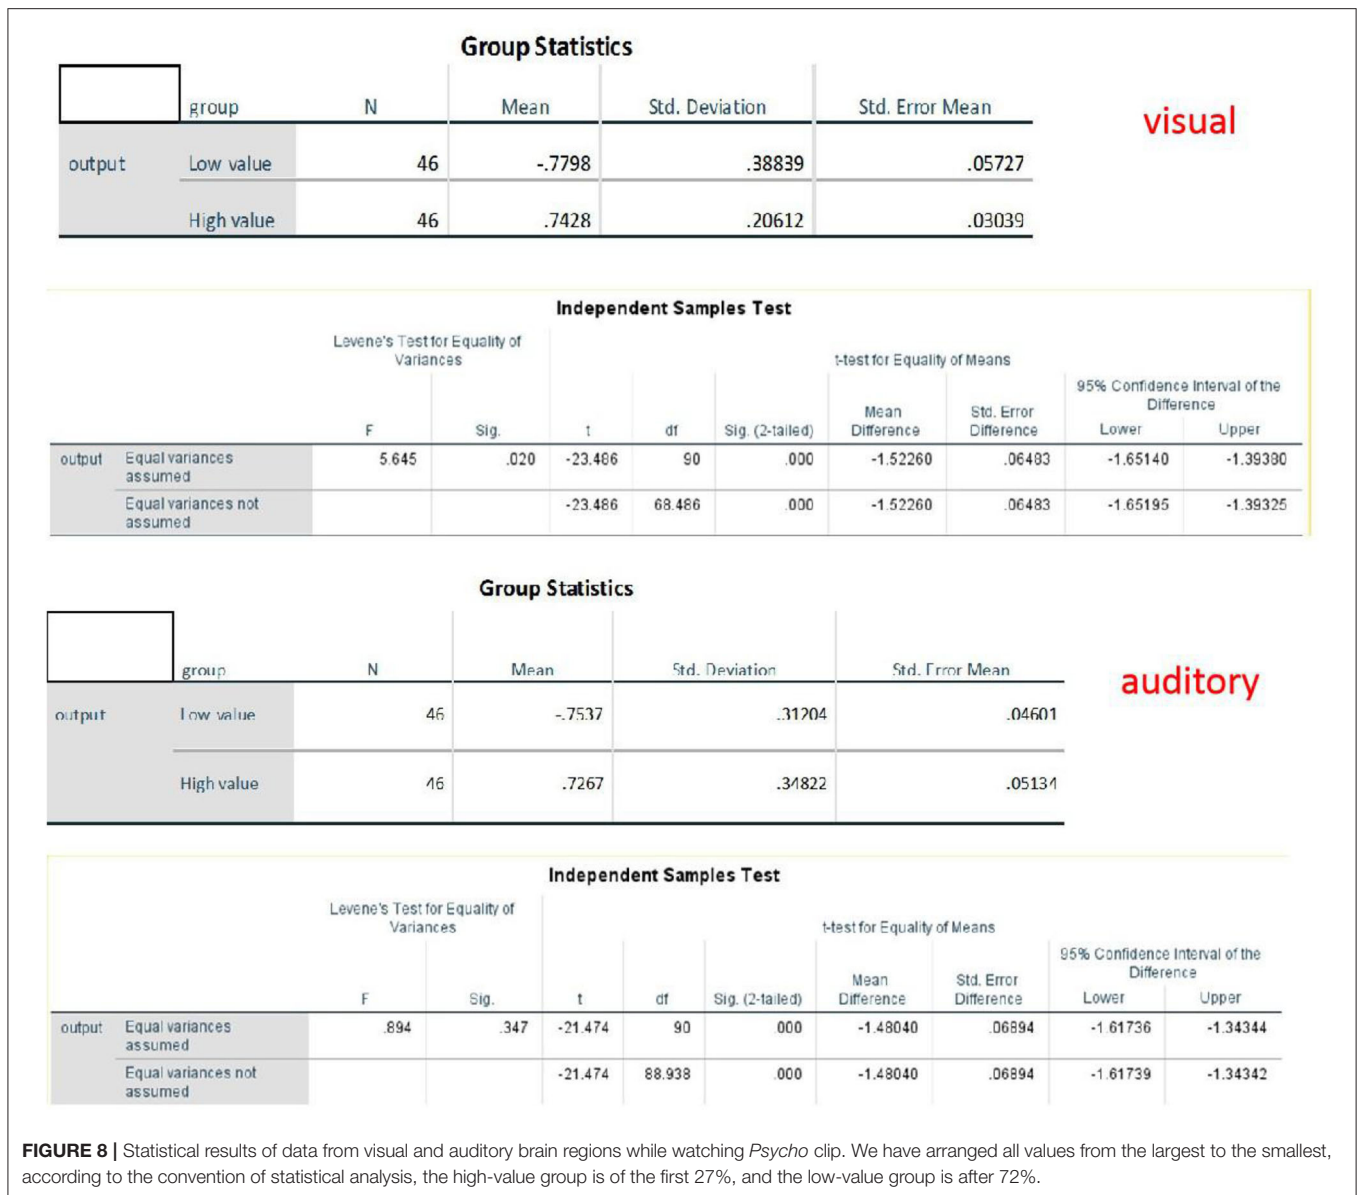 Group Statistics
group N Mean Std. Deviation Std. Error Mean
visual
output Low value 46 -.7798 .38839 .05727
High value 46 .7428 .20612 .03039
Independent Samples Test
Levene's Test for Equality of Variances
t-test for Equality of Means
95% Confidence Interval of the Difference
F Sig. t df Sig. (2-tailed) Mean Difference Std. Error Difference Lower Upper
output Equal variances assumed 5.645 .020 -23.486 90 .000 -1.52260 .06483 -1.65140 -1.39380
Equal variances not assumed -23.486 68.486 .000 -1.52260 .06483 -1.65195 -1.39325
Group Statistics
group N Mean Std. Deviation Std. Error Mean
auditory
output Low value 46 -.7537 .31204 .04601
High value 46 .7267 .34822 .05134
Independent Samples Test
Levene's Test for Equality of Variances
t-test for Equality of Means
95% Confidence Interval of the Difference
F Sig. t df Sig. (2-tailed) Mean Difference Std. Error Difference Lower Upper
output Equal variances assumed .894 .347 -21.474 90 .000 -1.48040 .06894 -1.61736 -1.34344
Equal variances not assumed -21.474 88.938 .000 -1.48040 .06894 -1.61739 -1.34342
FIGURE 8 | Statistical results of data from visual and auditory brain regions while watching Psycho clip. We have arranged all values from the largest to the smallest,
according to the convention of statistical analysis, the high-value group is of the first 27%, and the low-value group is after 72%.